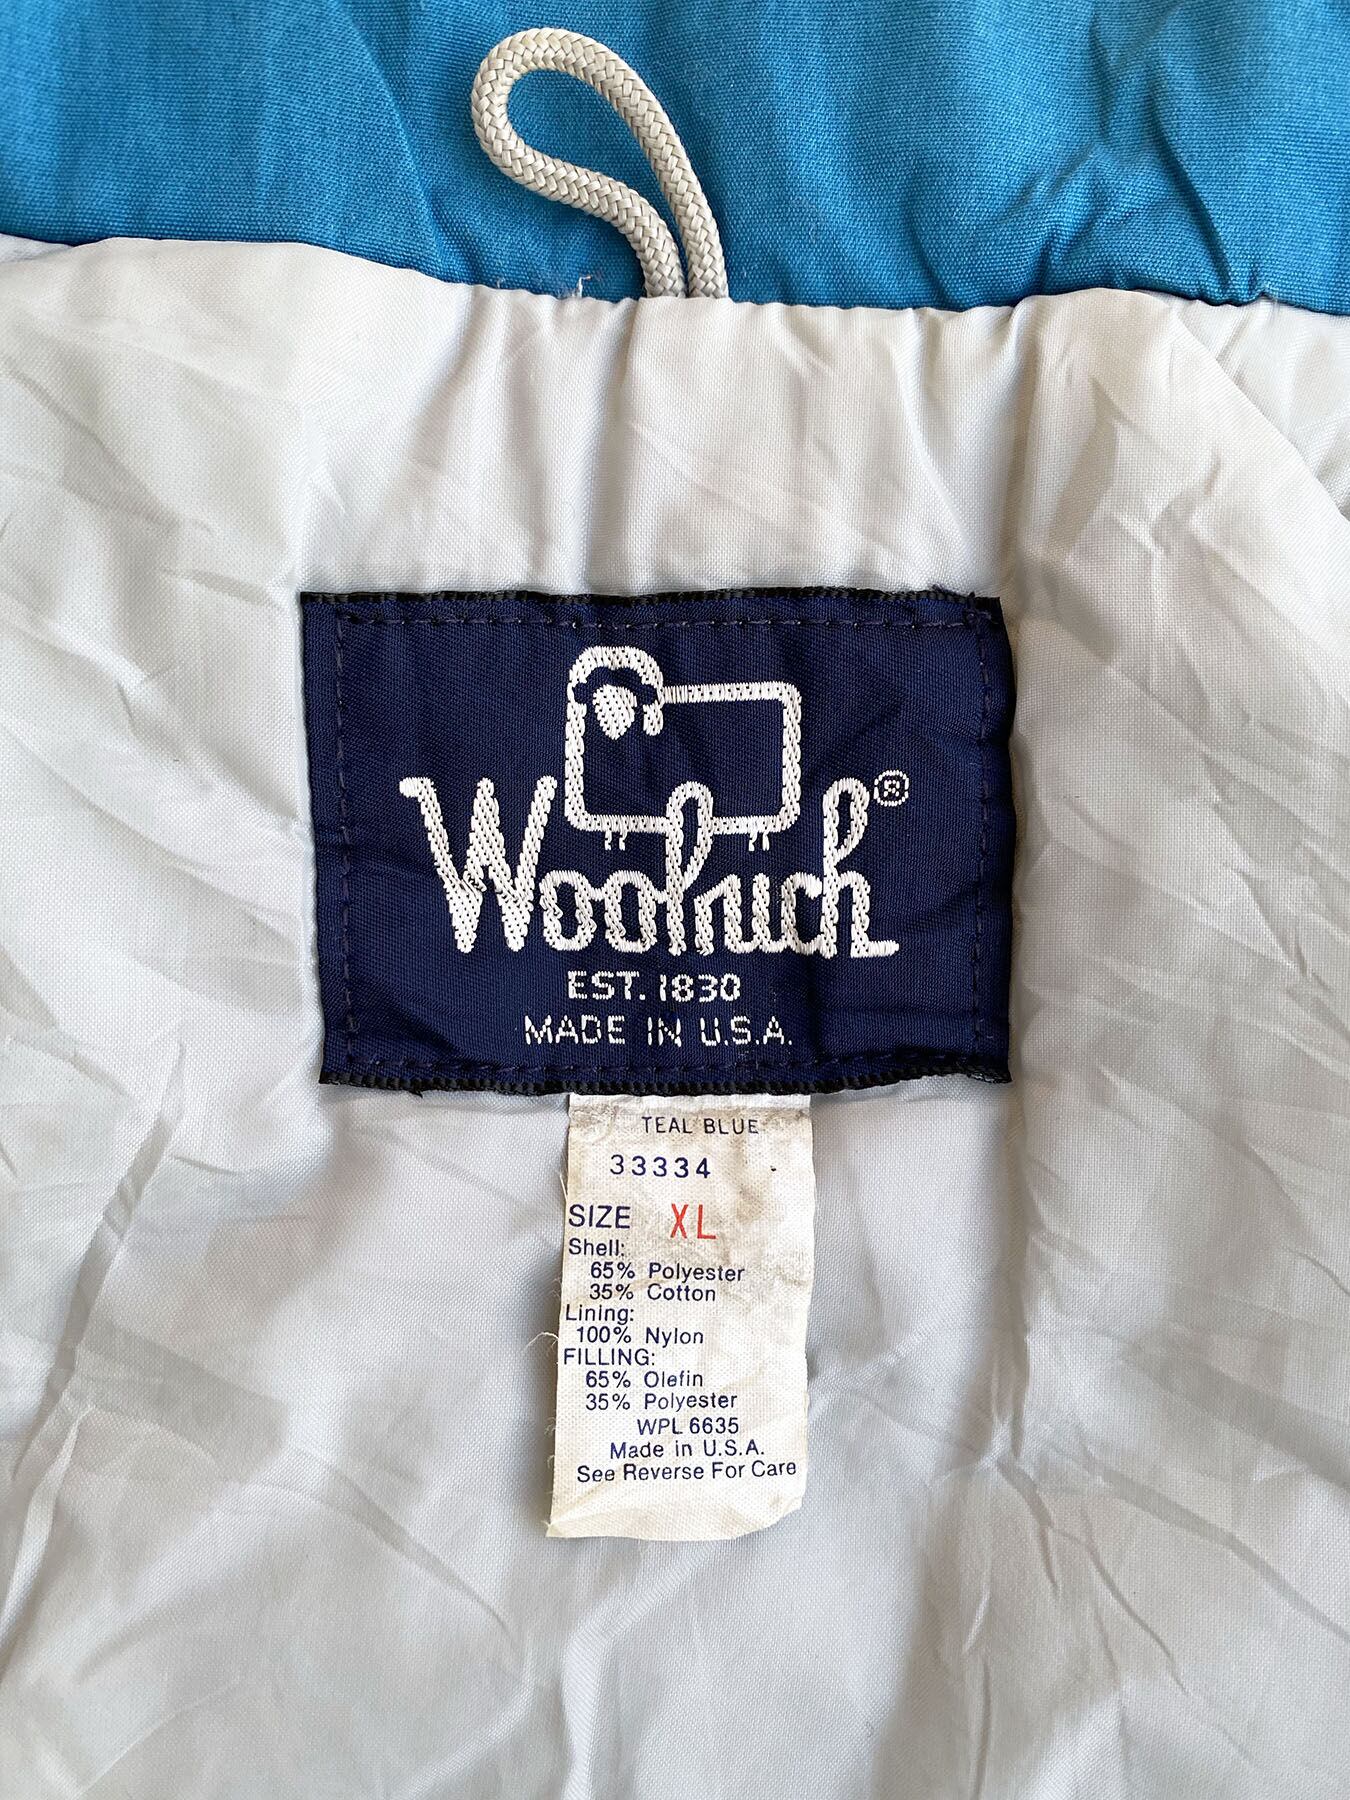 Woolrich®
EST. 1830
MADE IN U.S.A.
TEAL BLUE
33334
SIZE XL
Shell:
65% Polyester
35% Cotton
Lining:
100% Nylon
FILLING:
65% Olefin
35% Polyester
WPL 6635
Made in U.S.A.
See Reverse For Care